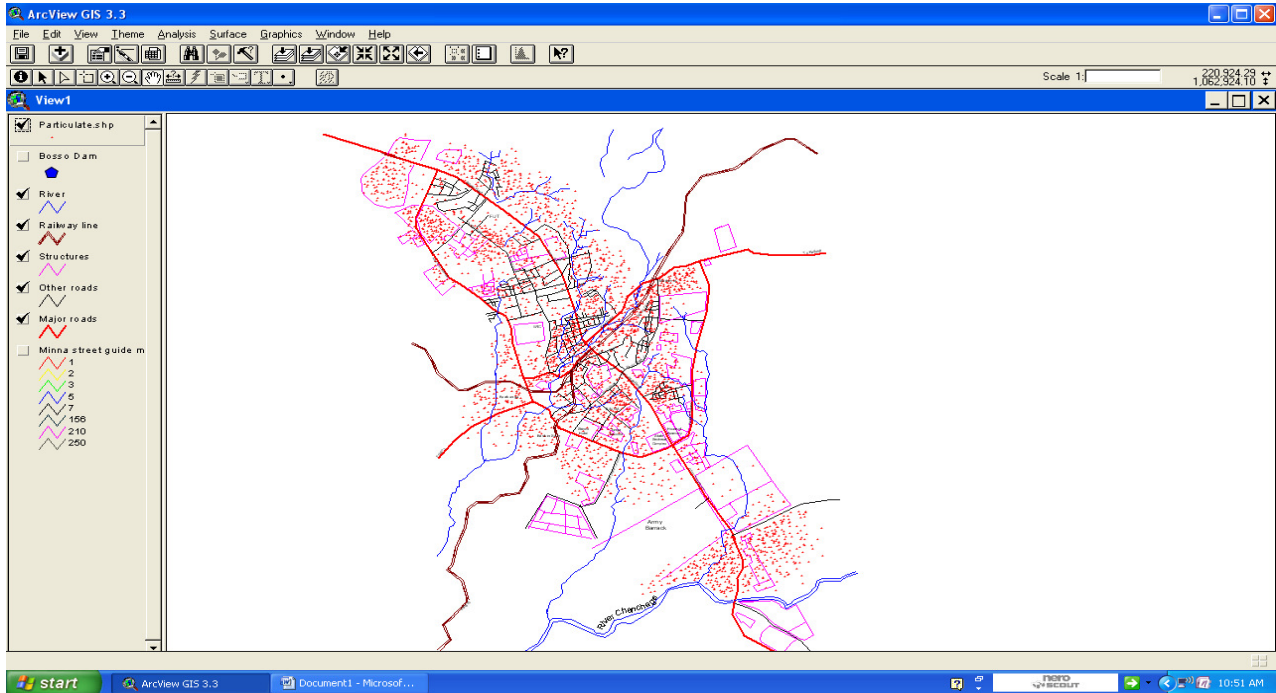 ArcView GIS 3.3
File Edit View Theme Analysis Surface Graphics Window Help
Scale 1:
220,924.29
1,062,924.10
View1
Particulate.shp
Bosso Dam
River
Railway line
Structures
Other roads
Major roads
Minna street guide m
1
2
3
5
7
156
210
250
Army
Barrack
River Chanchaga
start
ArcView GIS 3.3
Document1 - Microsof...
nero
SCOUT
10:51 AM